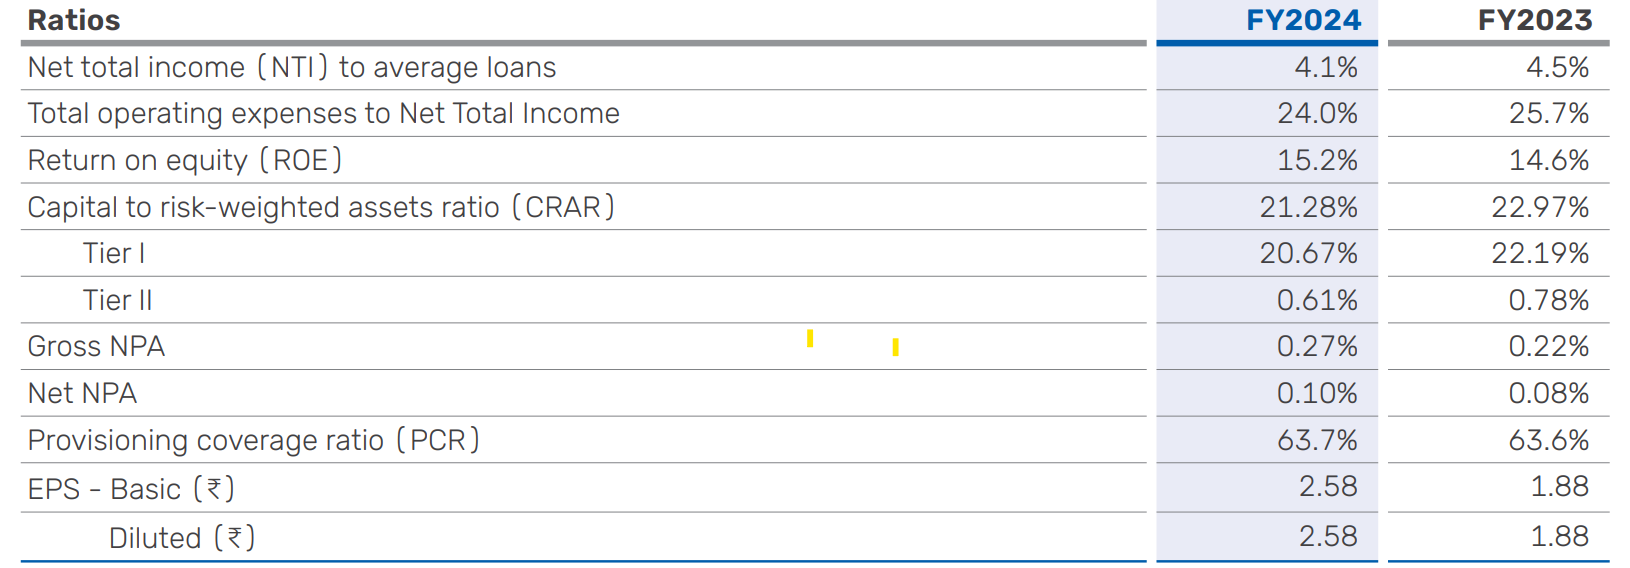 Ratios FY2024 FY2023
Net total income (NTI) to average loans 4.1% 4.5%
Total operating expenses to Net Total Income 24.0% 25.7%
Return on equity (ROE) 15.2% 14.6%
Capital to risk-weighted assets ratio (CRAR) 21.28% 22.97%
Tier I 20.67% 22.19%
Tier II 0.61% 0.78%
Gross NPA 0.27% 0.22%
Net NPA 0.10% 0.08%
Provisioning coverage ratio (PCR) 63.7% 63.6%
EPS - Basic (₹) 2.58 1.88
Diluted (₹) 2.58 1.88